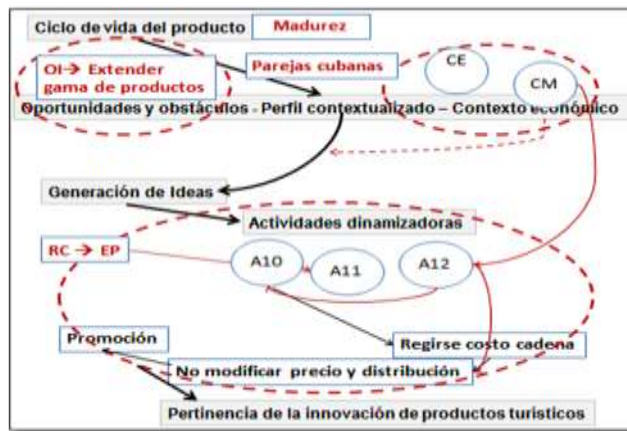 Ciclo de vida del producto
Madurez
OI→ Extender
gama de productos
Parejas cubanas
CE
CM
Oportunidades y obstáculos - Perfil contextualizado – Contexto económico
Generación de Ideas
Actividades dinamizadoras
RC → EP
A10
A11
A12
Promoción
Regirse costo cadena
No modificar precio y distribución
Pertinencia de la innovación de productos turísticos